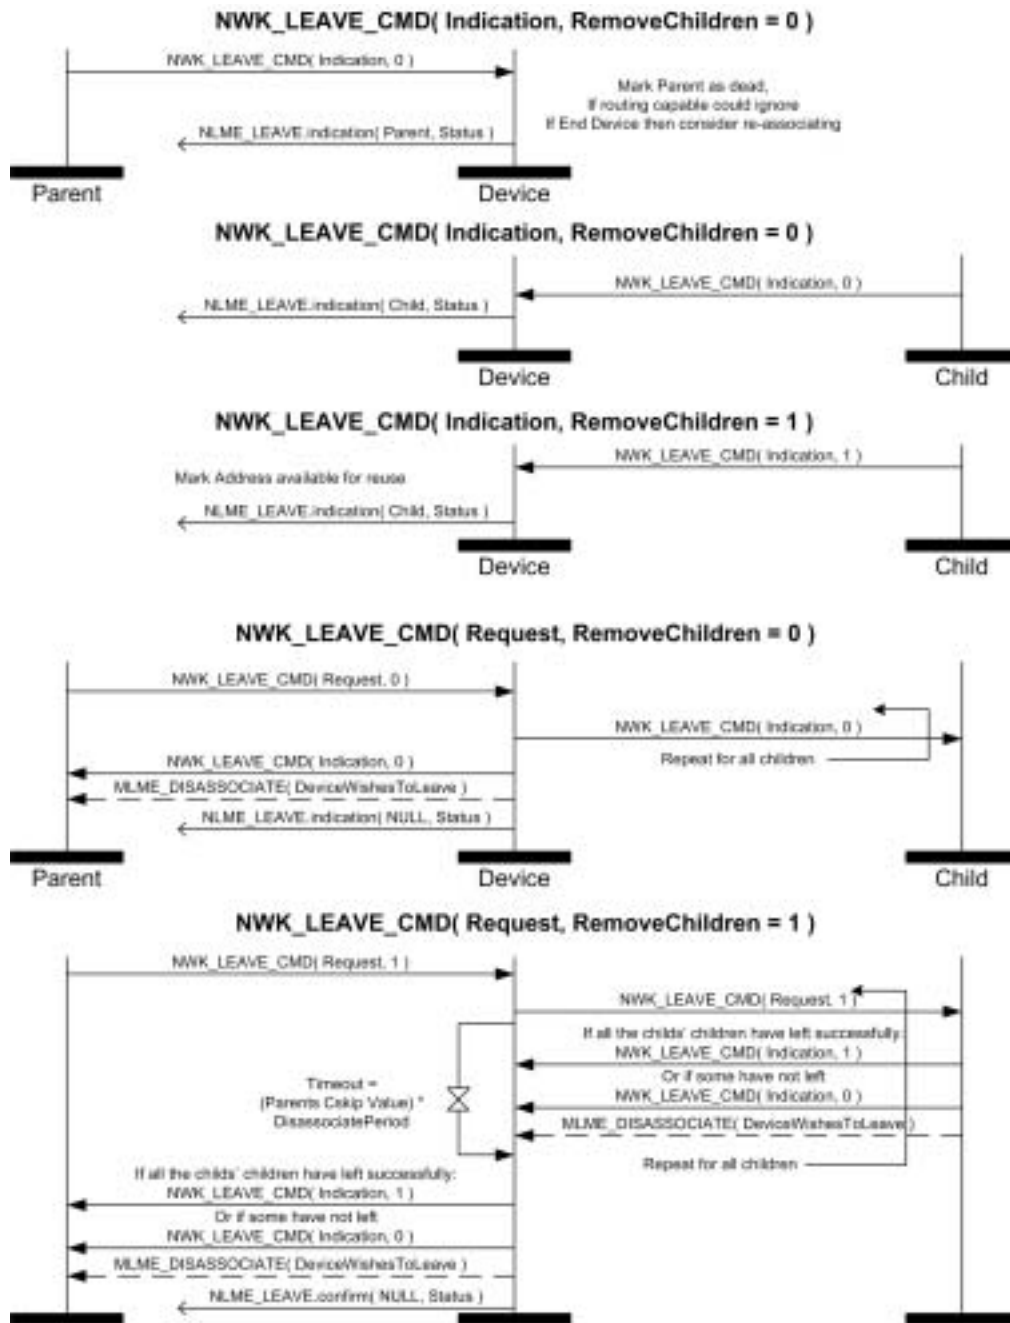 NWK_LEAVE_CMD( Indication, RemoveChildren = 0 )
NWK_LEAVE_CMD( Indication, 0 )
Mark Parent as dead,
If routing capable could ignore
If End Device then consider re-associating
NLME_LEAVE.indication( Parent, Status )
Parent
Device
NWK_LEAVE_CMD( Indication, RemoveChildren = 0 )
NWK_LEAVE_CMD( Indication, 0 )
NLME_LEAVE.indication( Child, Status )
Device
Child
NWK_LEAVE_CMD( Indication, RemoveChildren = 1 )
NWK_LEAVE_CMD( Indication, 1 )
Mark Address available for reuse
NLME_LEAVE.indication( Child, Status )
Device
Child
NWK_LEAVE_CMD( Request, RemoveChildren = 0 )
NWK_LEAVE_CMD( Request, 0 )
NWK_LEAVE_CMD( Indication, 0 )
Repeat for all children
NWK_LEAVE_CMD( Indication, 0 )
MLME_DISASSOCIATE( DeviceWishesToLeave )
NLME_LEAVE.indication( NULL, Status )
Parent
Device
Child
NWK_LEAVE_CMD( Request, RemoveChildren = 1 )
NWK_LEAVE_CMD( Request, 1 )
NWK_LEAVE_CMD( Request, 1 )
If all the childs' children have left successfully:
NWK_LEAVE_CMD( Indication, 1 )
Or if some have not left
NWK_LEAVE_CMD( Indication, 0 )
MLME_DISASSOCIATE( DeviceWishesToLeave )
Repeat for all children
Timeout =
(Parents Cskip Value) *
DisassociatePeriod
If all the childs' children have left successfully:
NWK_LEAVE_CMD( Indication, 1 )
Or if some have not left
NWK_LEAVE_CMD( Indication, 0 )
MLME_DISASSOCIATE( DeviceWishesToLeave )
NLME_LEAVE.confirm( NULL, Status )